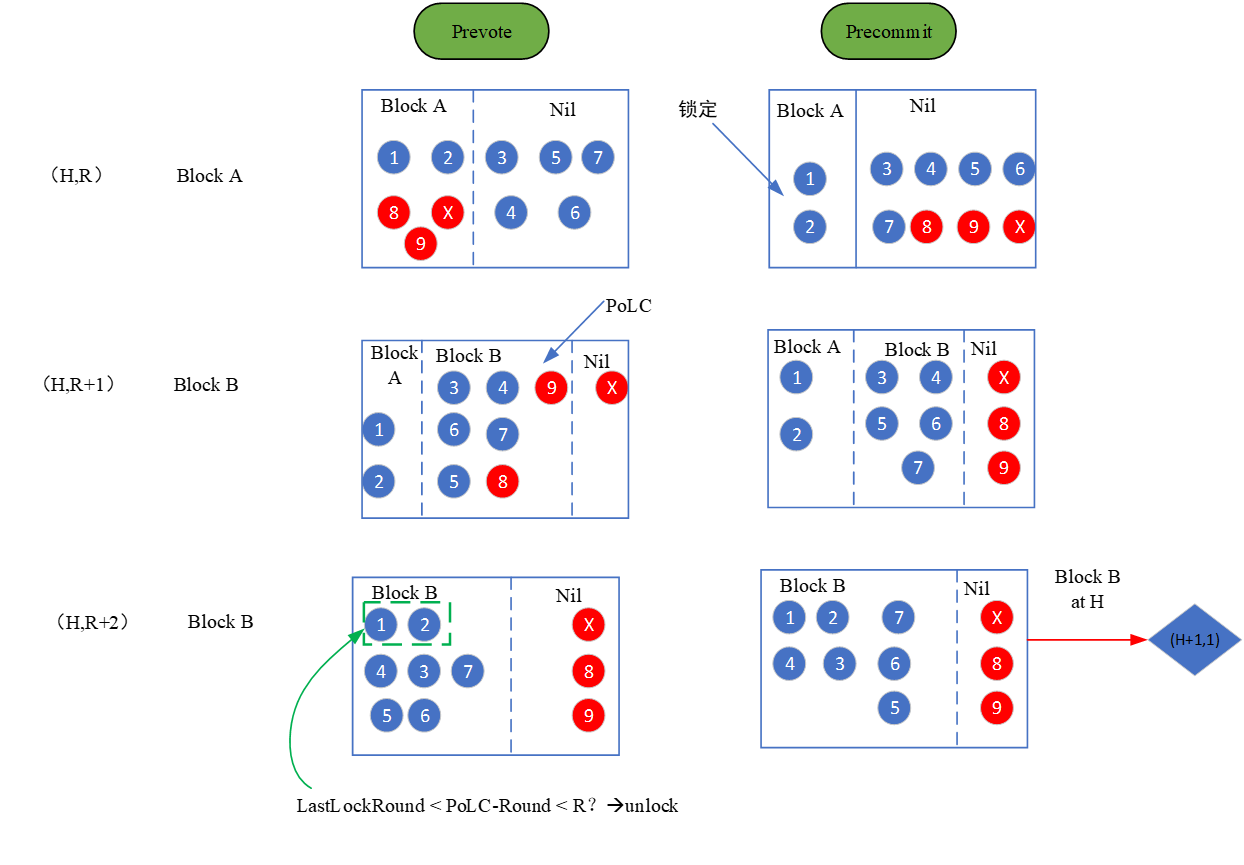 Prevote
Precommit
(H,R)
Block A
Block A
Nil
1 2 3 5 7
8 X 4 6
9
锁定
Block A
Nil
1 3 4 5 6
2 7 8 9 X
PoLC
(H,R+1)
Block B
Block
A
Block B
Nil
3 4 9 X
1 6 7
2 5 8
Block A
Block B
Nil
1 3 4 X
2 5 6 8
7 9
(H,R+2)
Block B
Block B
Nil
1 2 X
4 3 7 8
5 6 9
Block B
Nil
1 2 7 X
4 3 6 8
5 9
Block B
at H
(H+1,1)
LastLockRound < PoLC-Round < R? →unlock